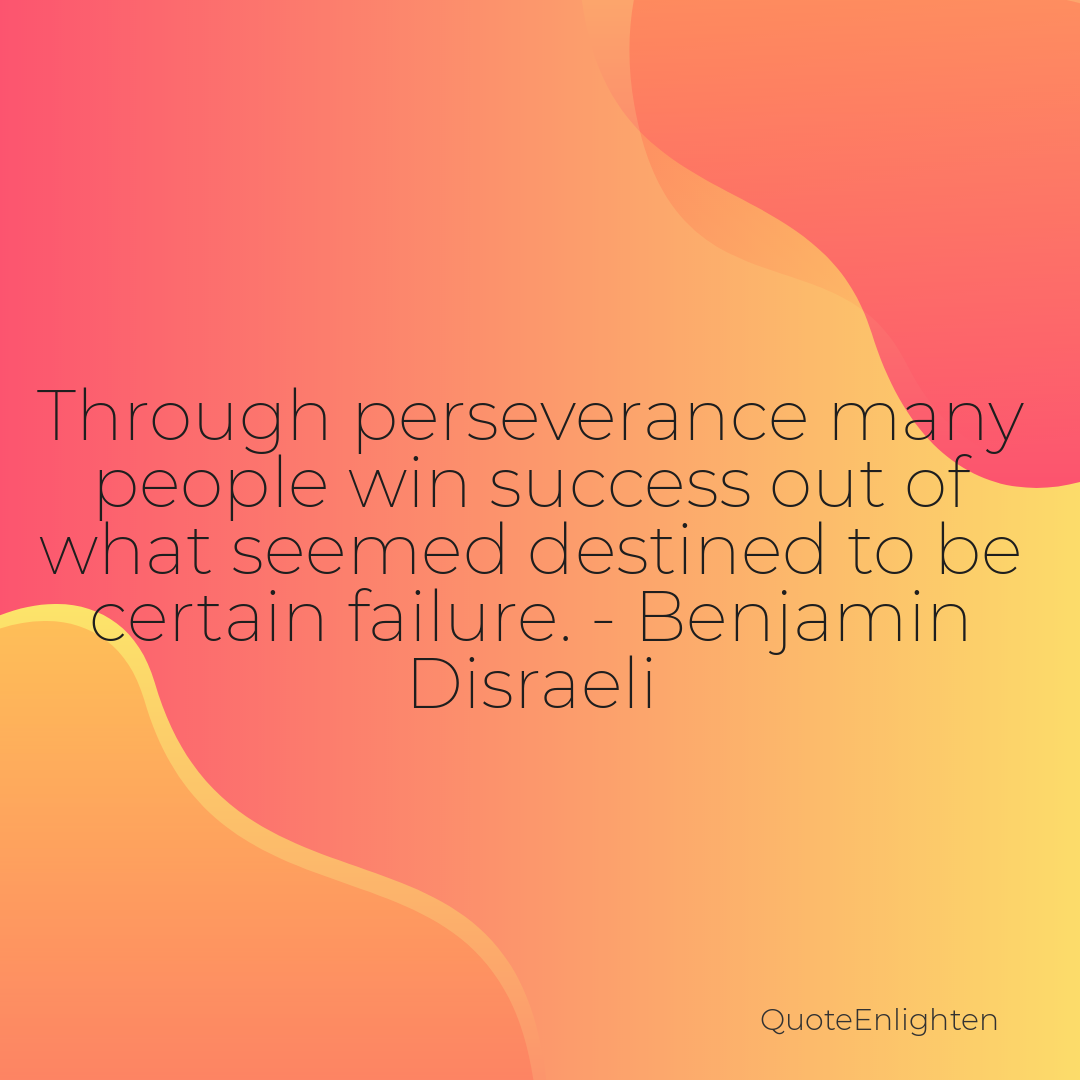 Through perseverance many
people win success out of
what seemed destined to be
certain failure. - Benjamin
Disraeli
QuoteEnlighten